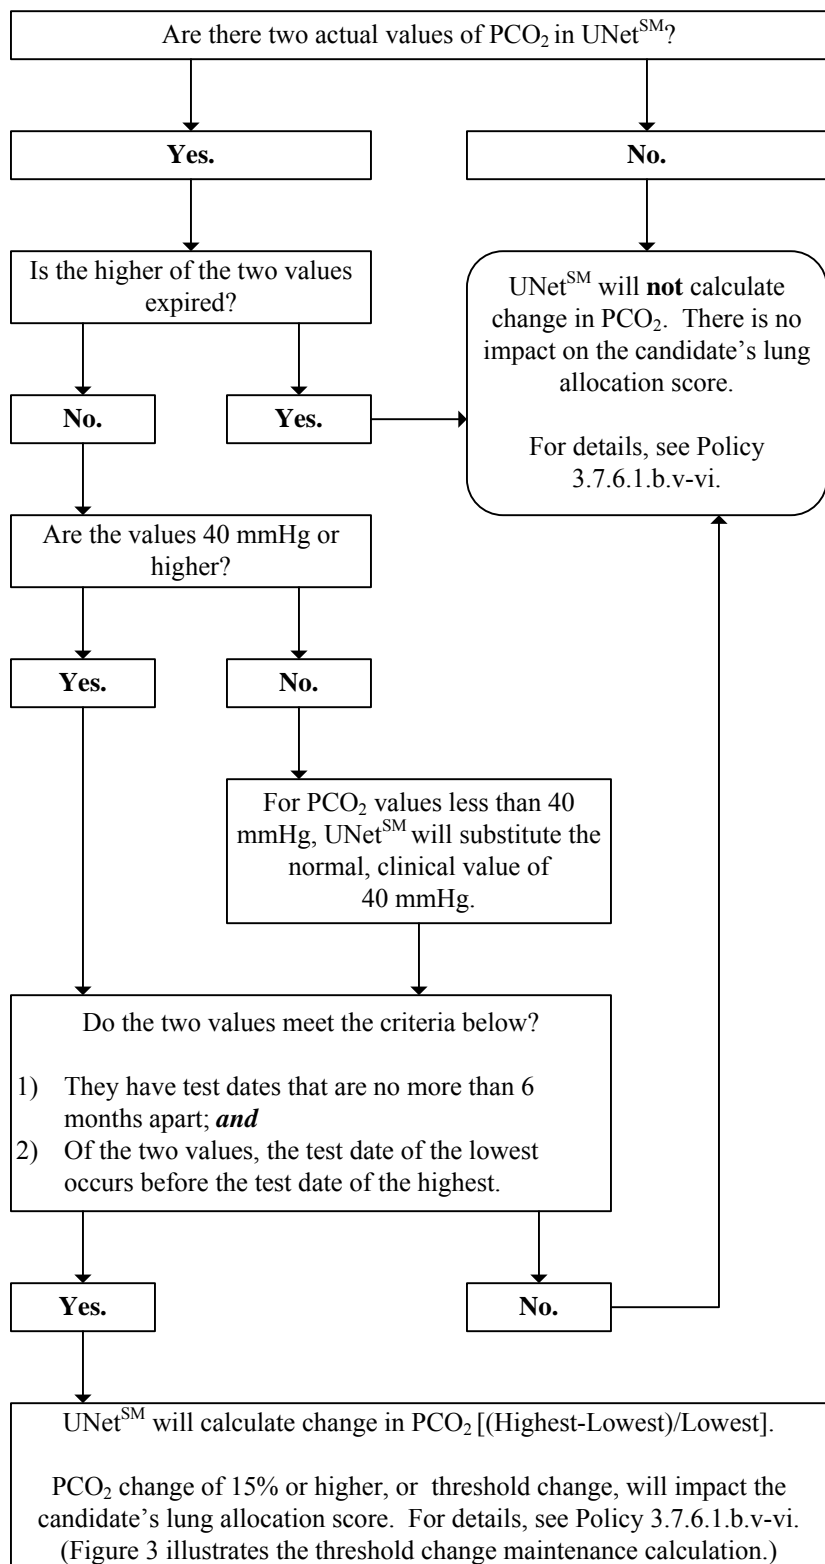 Are there two actual values of PCO₂ in UNetˢᴹ?
Yes.
No.
Is the higher of the two values
expired?
UNetˢᴹ will not calculate
change in PCO₂.  There is no
impact on the candidate’s lung
allocation score.
For details, see Policy
3.7.6.1.b.v-vi.
No.
Yes.
Are the values 40 mmHg or
higher?
Yes.
No.
For PCO₂ values less than 40
mmHg, UNetˢᴹ will substitute the
normal, clinical value of
40 mmHg.
Do the two values meet the criteria below?
1) They have test dates that are no more than 6
months apart; and
2) Of the two values, the test date of the lowest
occurs before the test date of the highest.
Yes.
No.
UNetˢᴹ will calculate change in PCO₂ [(Highest-Lowest)/Lowest].
PCO₂ change of 15% or higher, or  threshold change, will impact the
candidate’s lung allocation score.  For details, see Policy 3.7.6.1.b.v-vi.
(Figure 3 illustrates the threshold change maintenance calculation.)